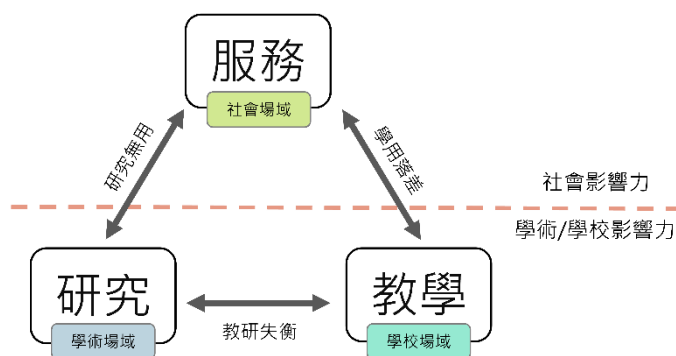 服務
社會場域
研究無用
學用落差
社會影響力
學術/學校影響力
研究
學術場域
教研失衡
教學
學校場域